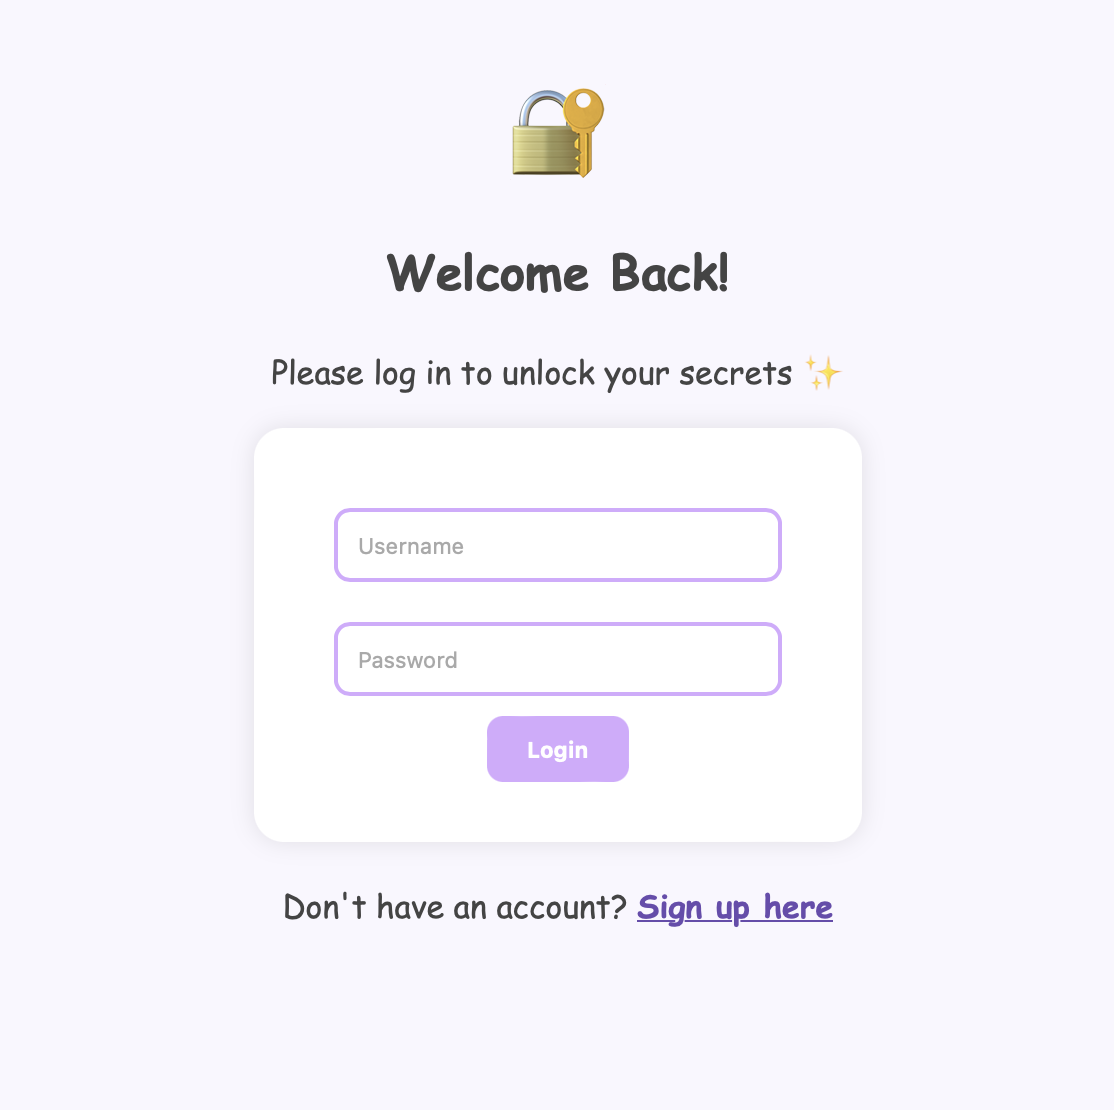 Welcome Back!
Please log in to unlock your secrets ✨
Username
Password
Login
Don't have an account? Sign up here